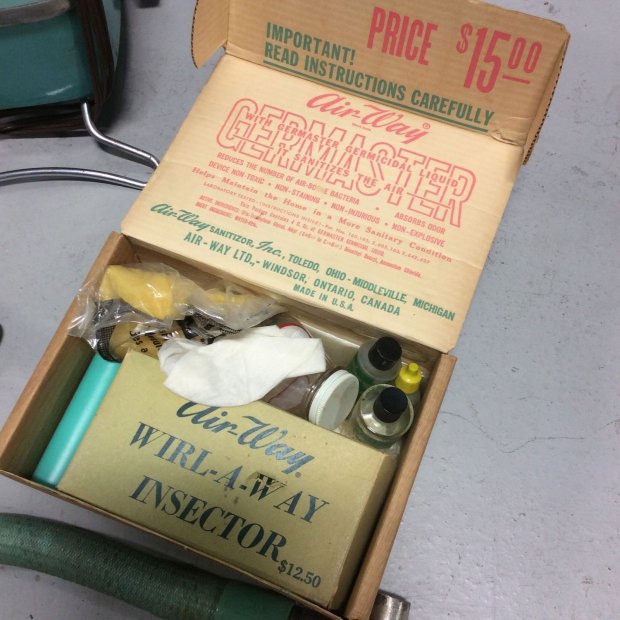 IMPORTANT!
READ INSTRUCTIONS CAREFULLY
PRICE $15.00
Air-Way®
GERMASTER
WITH GERMASTER GERMICIDAL LIQUID
SANITIZES THE AIR
REDUCES THE NUMBER OF AIR-BORNE BACTERIA • ABSORBS ODOR
DEVICE NON-TOXIC • NON-STAINING • NON-INJURIOUS • NON-EXPLOSIVE
Helps Maintain the Home in a More Sanitary Condition
Air-Way SANITIZOR, Inc., TOLEDO, OHIO - MIDDLEVILLE, MICHIGAN
AIR-WAY LTD., - WINDSOR, ONTARIO, CANADA
MADE IN U.S.A.
Air-Way
WIRL-A-WAY
INSECTOR
$12.50